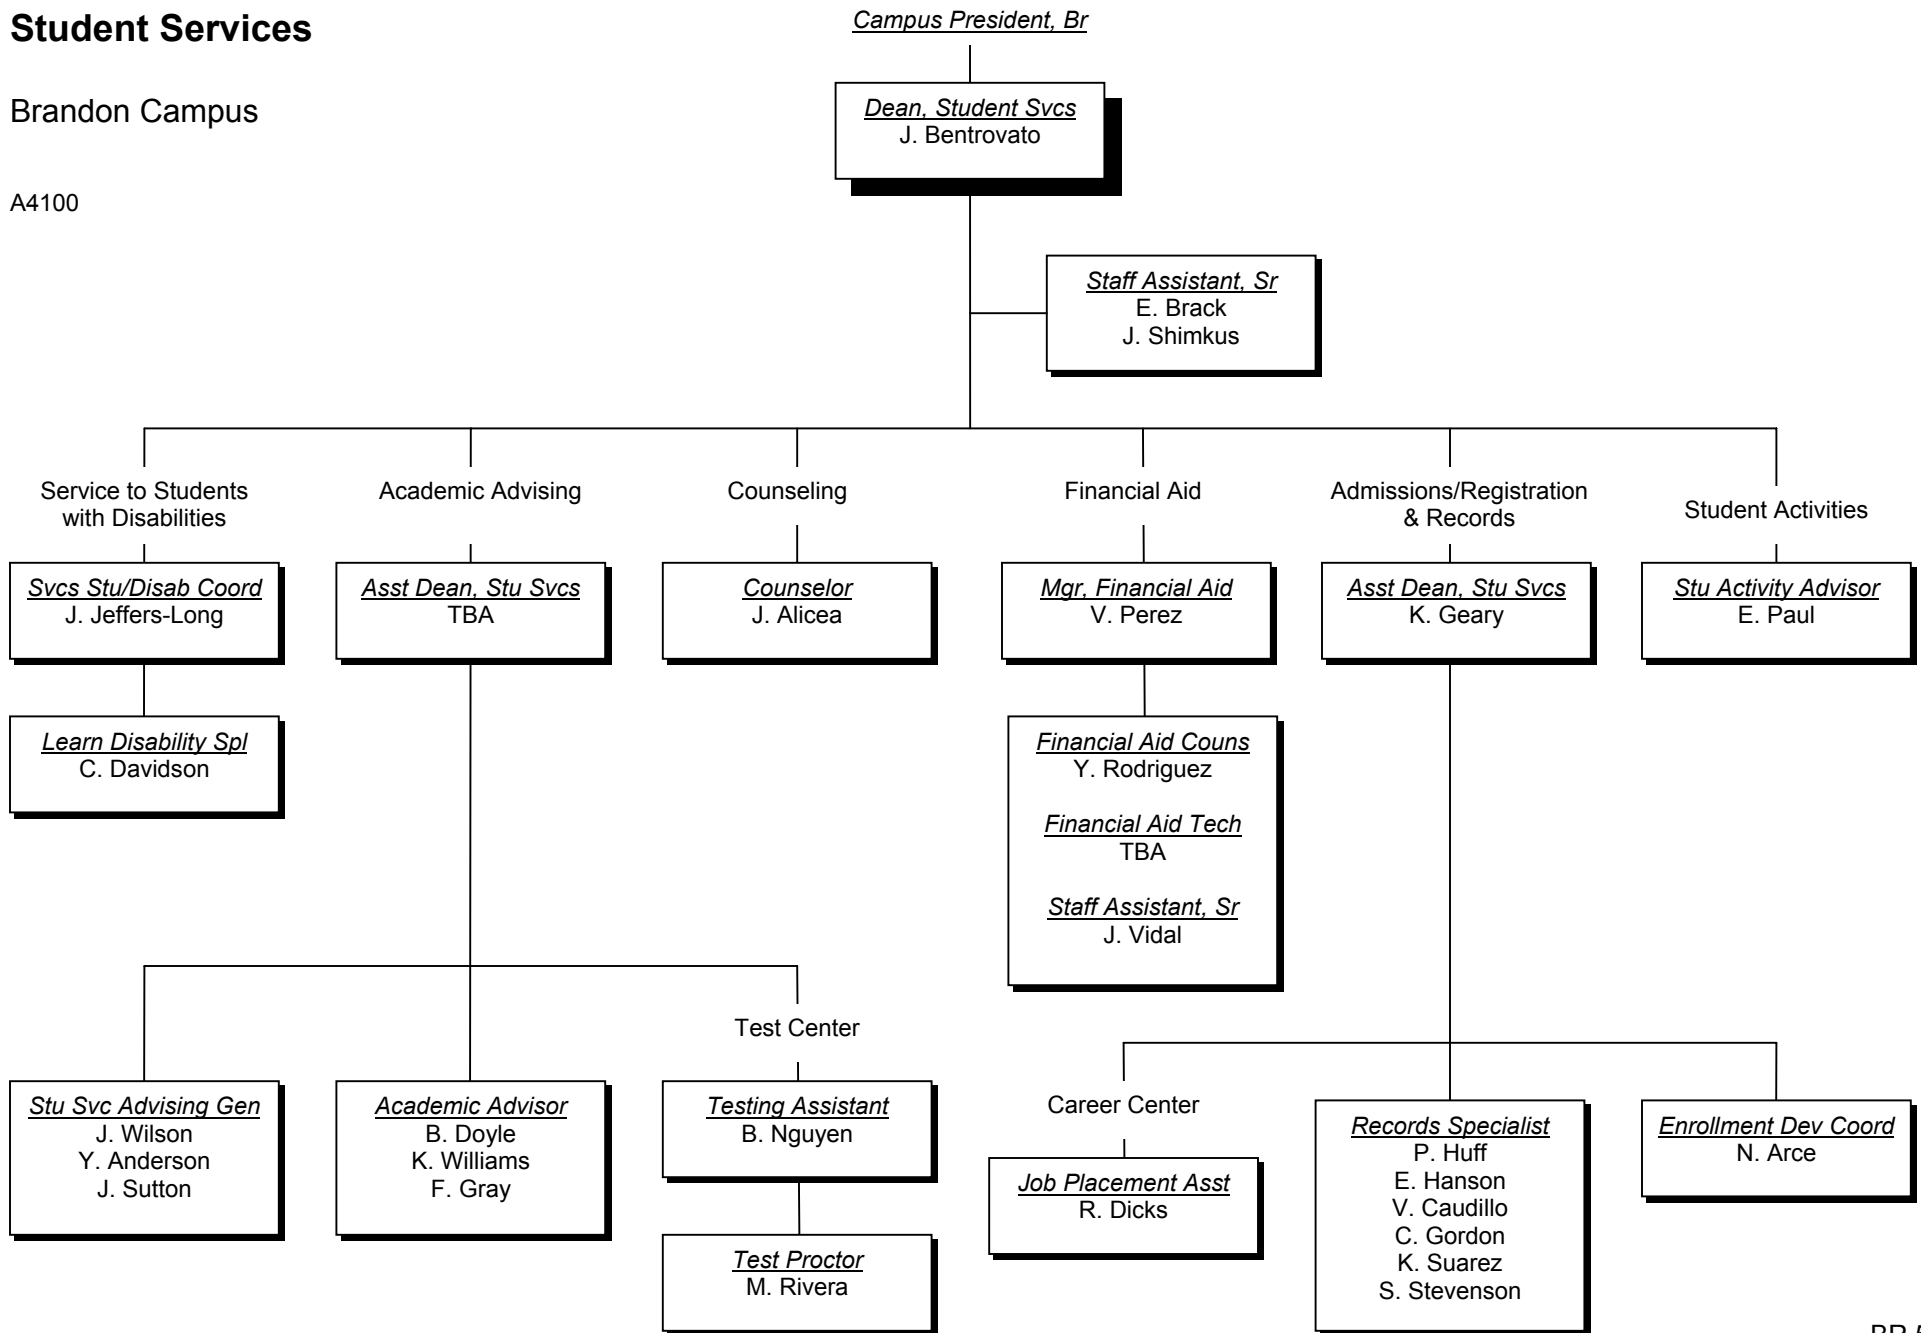 Student Services
Brandon Campus
A4100
Campus President, Br
Dean, Student Svcs
J. Bentrovato
Staff Assistant, Sr
E. Brack
J. Shimkus
Service to Students
with Disabilities
Svcs Stu/Disab Coord
J. Jeffers-Long
Learn Disability Spl
C. Davidson
Academic Advising
Asst Dean, Stu Svcs
TBA
Stu Svc Advising Gen
J. Wilson
Y. Anderson
J. Sutton
Academic Advisor
B. Doyle
K. Williams
F. Gray
Test Center
Testing Assistant
B. Nguyen
Test Proctor
M. Rivera
Counseling
Counselor
J. Alicea
Financial Aid
Mgr, Financial Aid
V. Perez
Financial Aid Couns
Y. Rodriguez
Financial Aid Tech
TBA
Staff Assistant, Sr
J. Vidal
Admissions/Registration
& Records
Asst Dean, Stu Svcs
K. Geary
Career Center
Job Placement Asst
R. Dicks
Records Specialist
P. Huff
E. Hanson
V. Caudillo
C. Gordon
K. Suarez
S. Stevenson
Enrollment Dev Coord
N. Arce
Student Activities
Stu Activity Advisor
E. Paul
BR